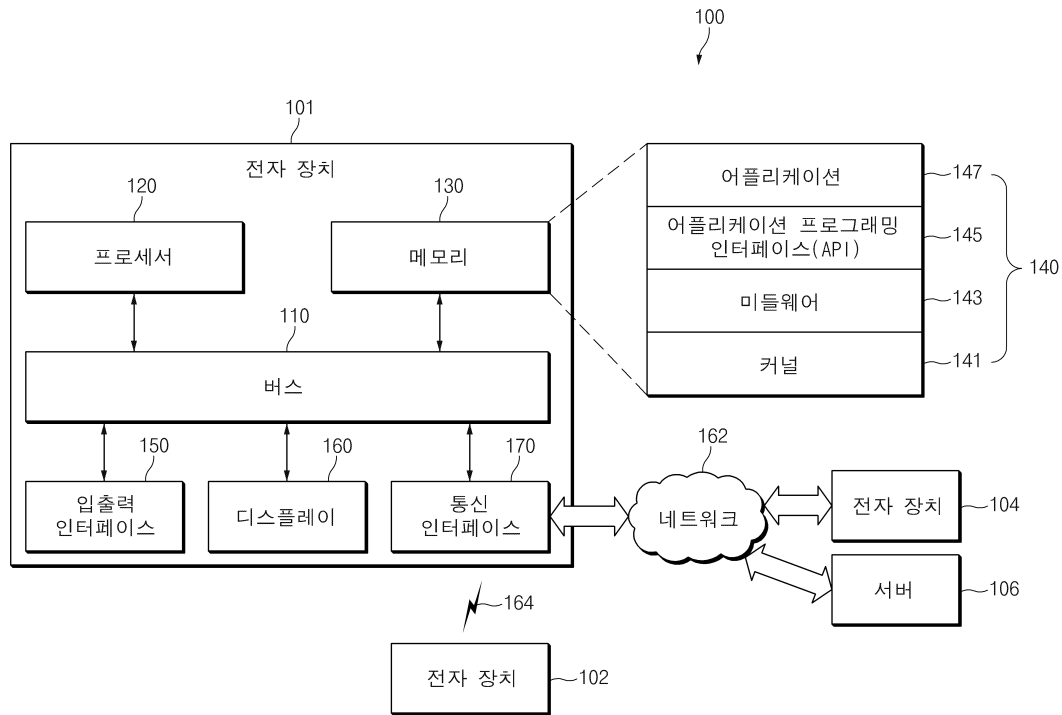 100
101
전자 장치
120
프로세서
130
메모리
110
버스
150
입출력
인터페이스
160
디스플레이
170
통신
인터페이스
어플리케이션
147
어플리케이션 프로그래밍
인터페이스(API)
145
미들웨어
143
커널
141
140
162
네트워크
전자 장치
104
서버
106
164
전자 장치
102